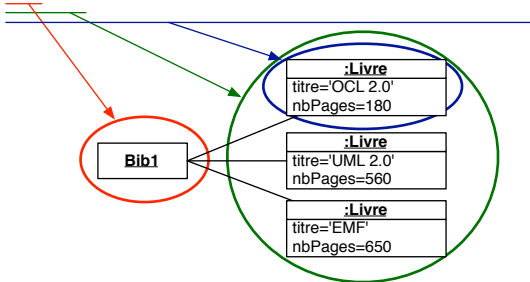 :Livre
titre='OCL 2.0'
nbPages=180
Bib1
:Livre
titre='UML 2.0'
nbPages=560
:Livre
titre='EMF'
nbPages=650